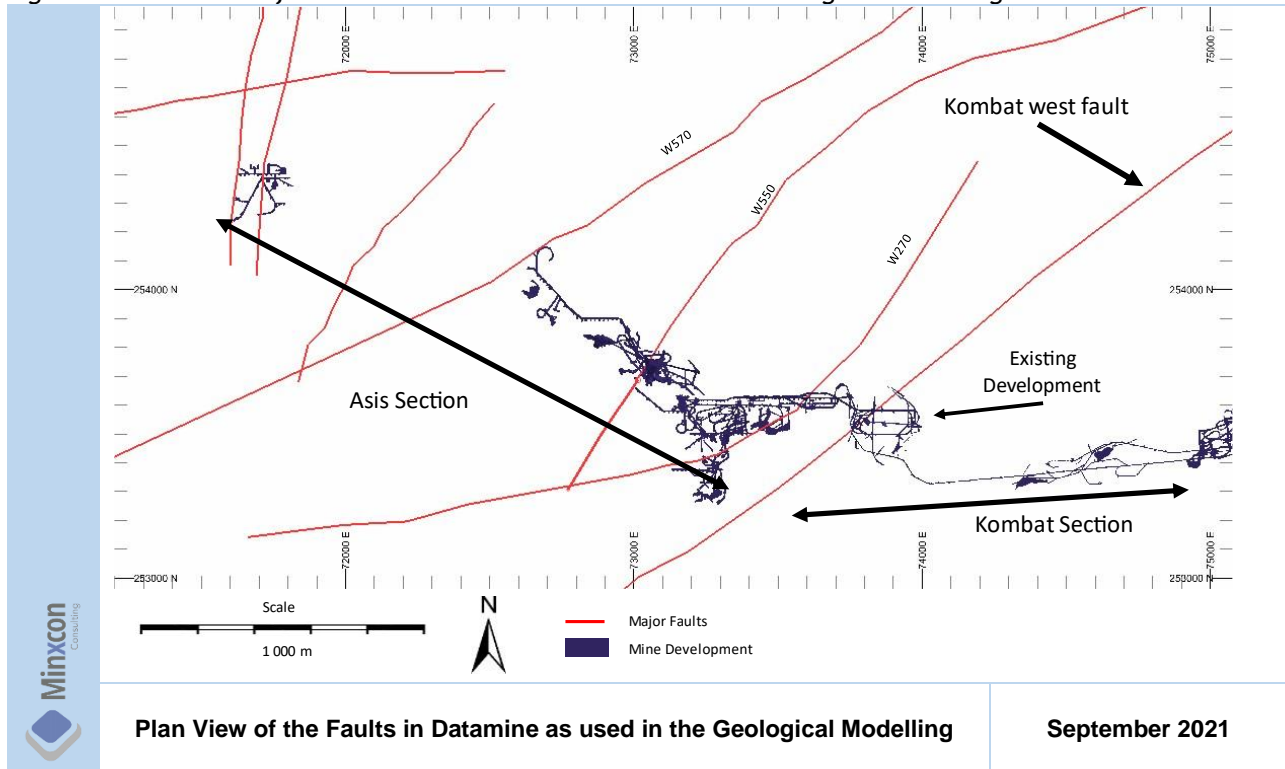 72000 E
73000 E
74000 E
75000 E
Kombat west fault
W570
W550
W270
254000 N
254000 N
Existing
Development
Asis Section
Kombat Section
253000 N
253000 N
72000 E
73000 E
74000 E
75000 E
Scale
1 000 m
N
Major Faults
Mine Development
Minxcon
Consulting
Plan View of the Faults in Datamine as used in the Geological Modelling
September 2021